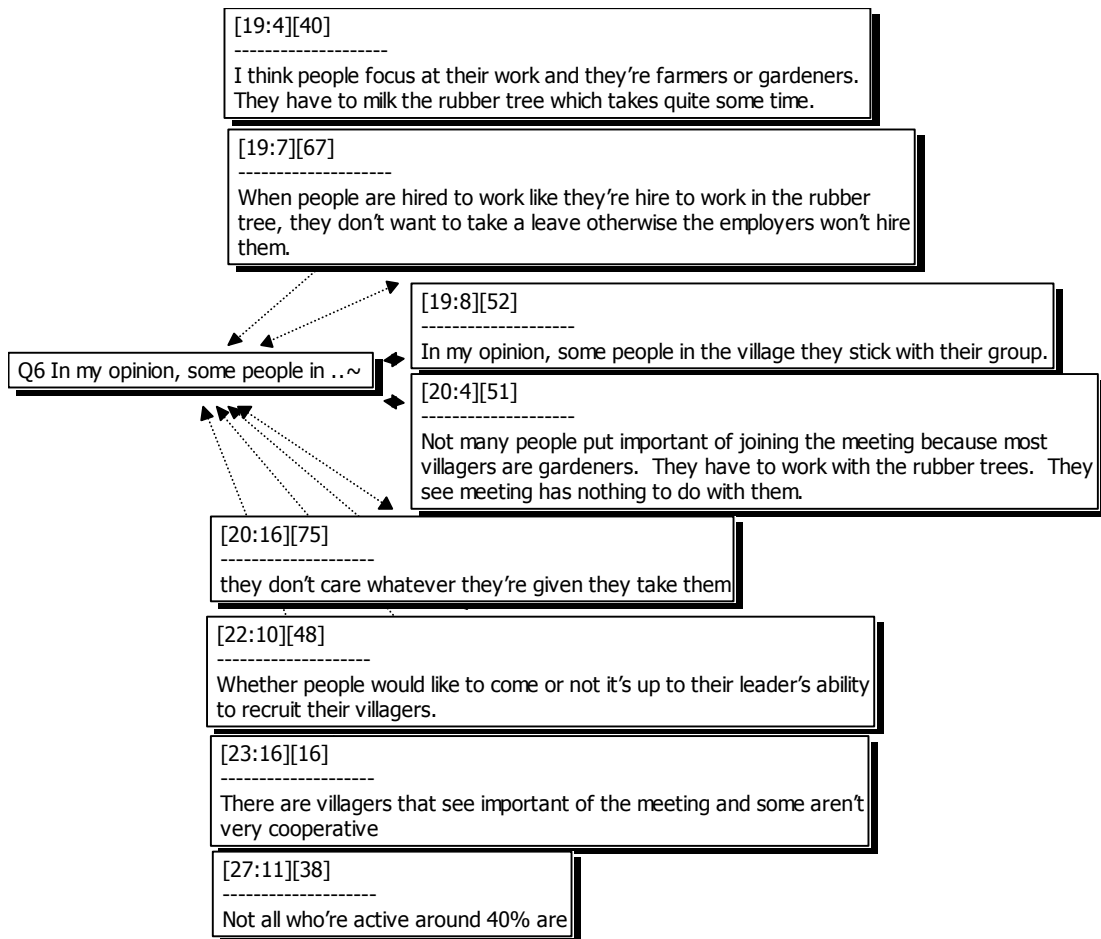 [19:4][40]
--------------------
I think people focus at their work and they're farmers or gardeners.
They have to milk the rubber tree which takes quite some time.
[19:7][67]
--------------------
When people are hired to work like they're hire to work in the rubber
tree, they don't want to take a leave otherwise the employers won't hire
them.
[19:8][52]
--------------------
In my opinion, some people in the village they stick with their group.
Q6 In my opinion, some people in ..~
[20:4][51]
--------------------
Not many people put important of joining the meeting because most
villagers are gardeners.  They have to work with the rubber trees.  They
see meeting has nothing to do with them.
[20:16][75]
--------------------
they don't care whatever they're given they take them
[22:10][48]
--------------------
Whether people would like to come or not it's up to their leader's ability
to recruit their villagers.
[23:16][16]
--------------------
There are villagers that see important of the meeting and some aren't
very cooperative
[27:11][38]
--------------------
Not all who're active around 40% are